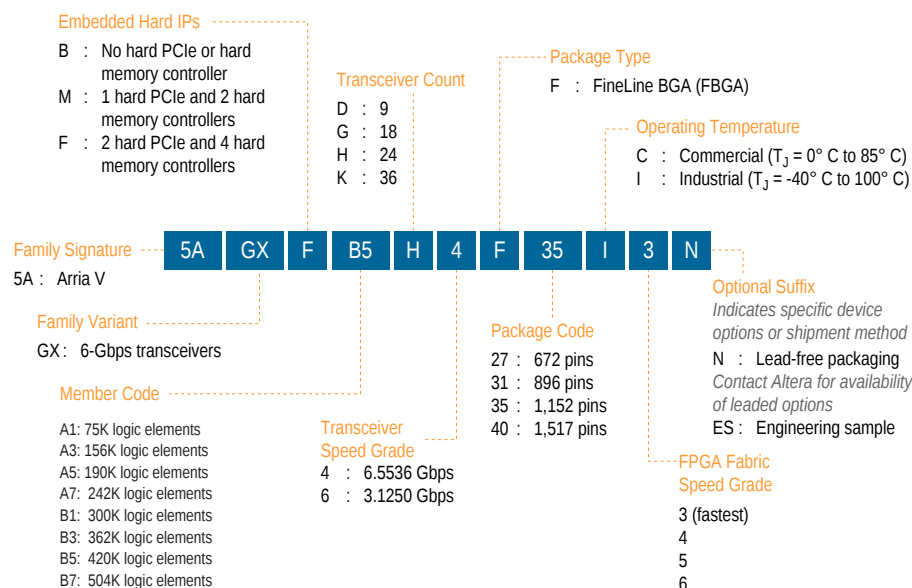 Embedded Hard IPs
B : No hard PCIe or hard
memory controller
M : 1 hard PCIe and 2 hard
memory controllers
F : 2 hard PCIe and 4 hard
memory controllers
Transceiver Count
D : 9
G : 18
H : 24
K : 36
Package Type
F : FineLine BGA (FBGA)
Operating Temperature
C : Commercial (TJ = 0° C to 85° C)
I : Industrial (TJ = -40° C to 100° C)
5A GX F B5 H 4 F 35 I 3 N
Family Signature
5A : Arria V
Family Variant
GX : 6-Gbps transceivers
Member Code
A1: 75K logic elements
A3: 156K logic elements
A5: 190K logic elements
A7: 242K logic elements
B1: 300K logic elements
B3: 362K logic elements
B5: 420K logic elements
B7: 504K logic elements
Transceiver
Speed Grade
4 : 6.5536 Gbps
6 : 3.1250 Gbps
Package Code
27 : 672 pins
31 : 896 pins
35 : 1,152 pins
40 : 1,517 pins
FPGA Fabric
Speed Grade
3 (fastest)
4
5
6
Optional Suffix
Indicates specific device
options or shipment method
N : Lead-free packaging
Contact Altera for availability
of leaded options
ES : Engineering sample